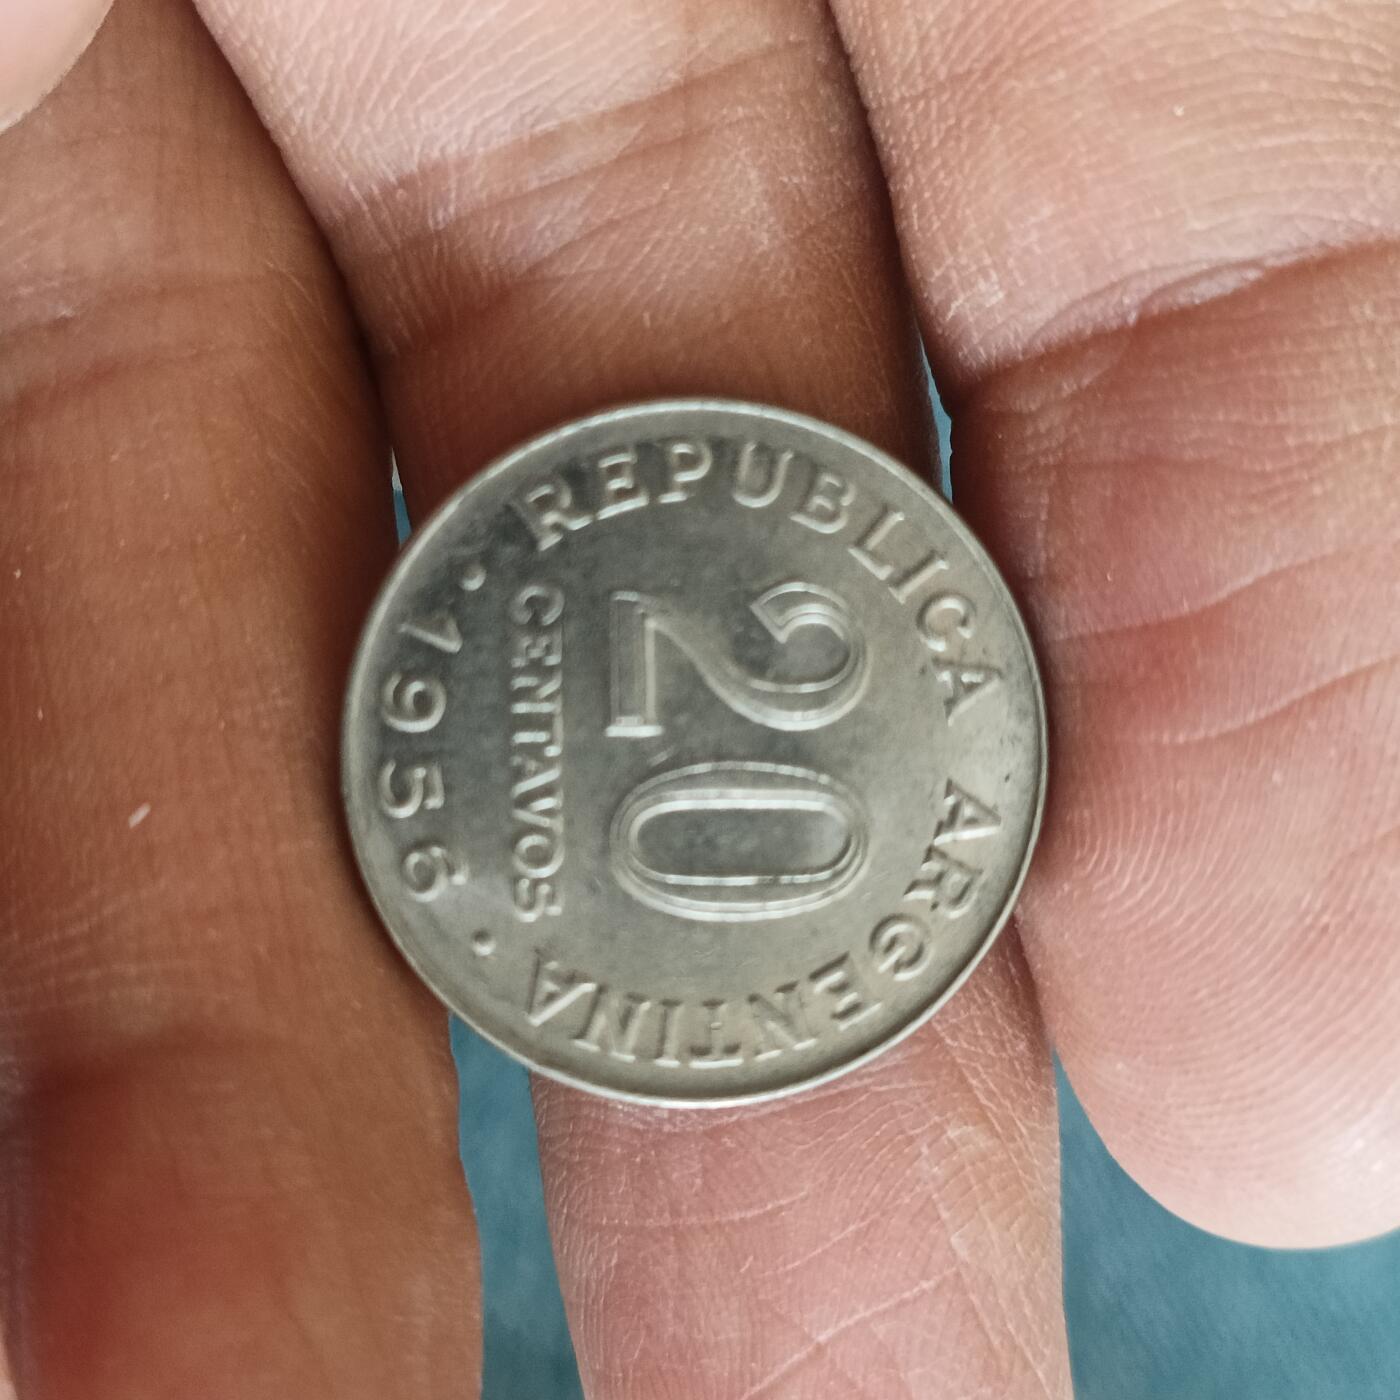 REPUBLICA ARGENTINA
20
CENTAVOS
· 1956 ·